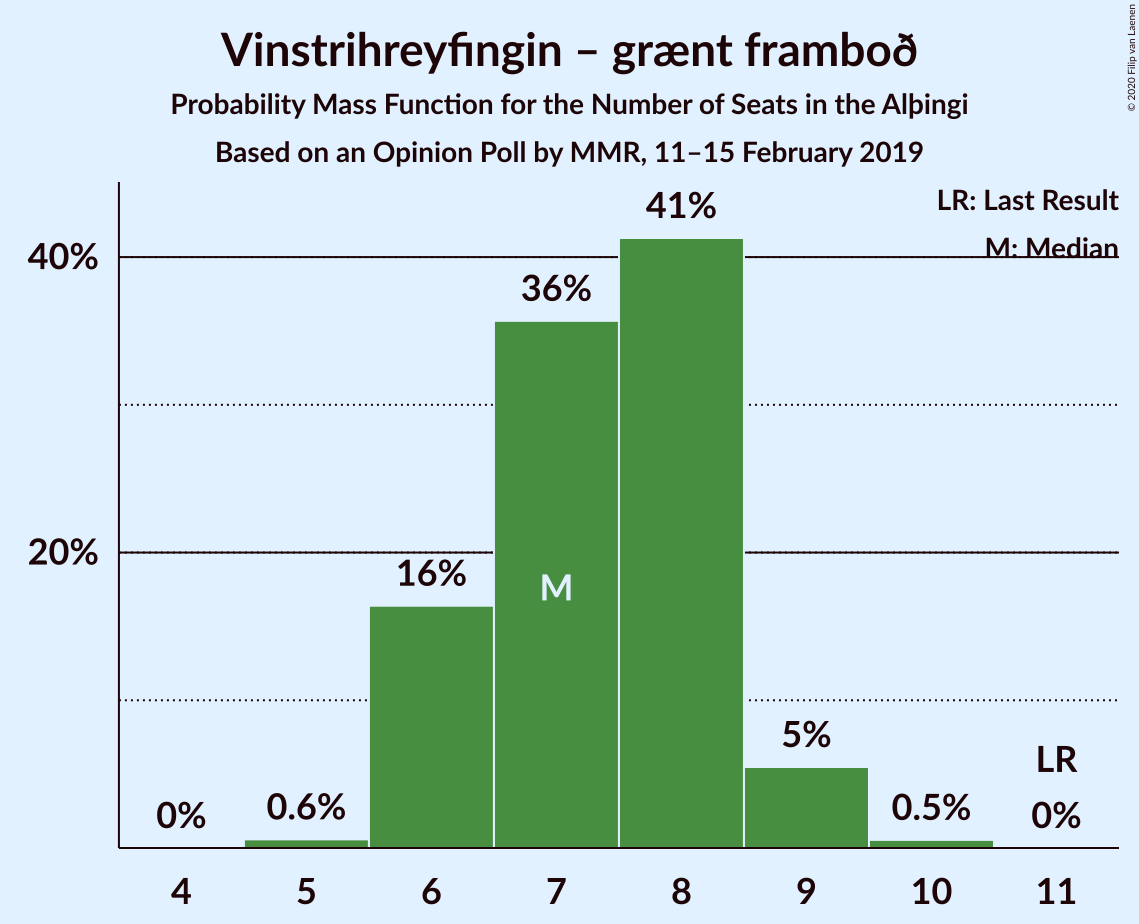 Vinstrihreyfingin – grænt framboð
Probability Mass Function for the Number of Seats in the Alþingi
Based on an Opinion Poll by MMR, 11–15 February 2019
© 2020 Filip van Laenen
LR: Last Result
M: Median
41%
40%
36%
20%
16%
M
5%
LR
0%
0.6%
0.5%
0%
4 5 6 7 8 9 10 11